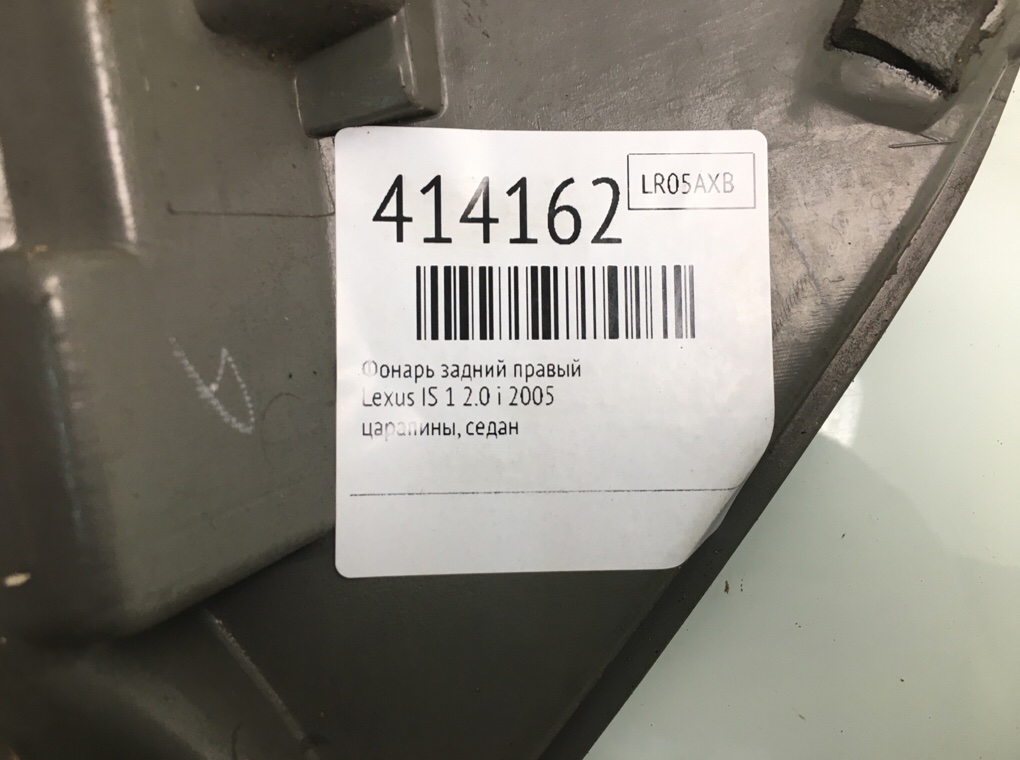 414162
LR05AXB
Фонарь задний правый
Lexus IS 1 2.0 i 2005
царапины, седан